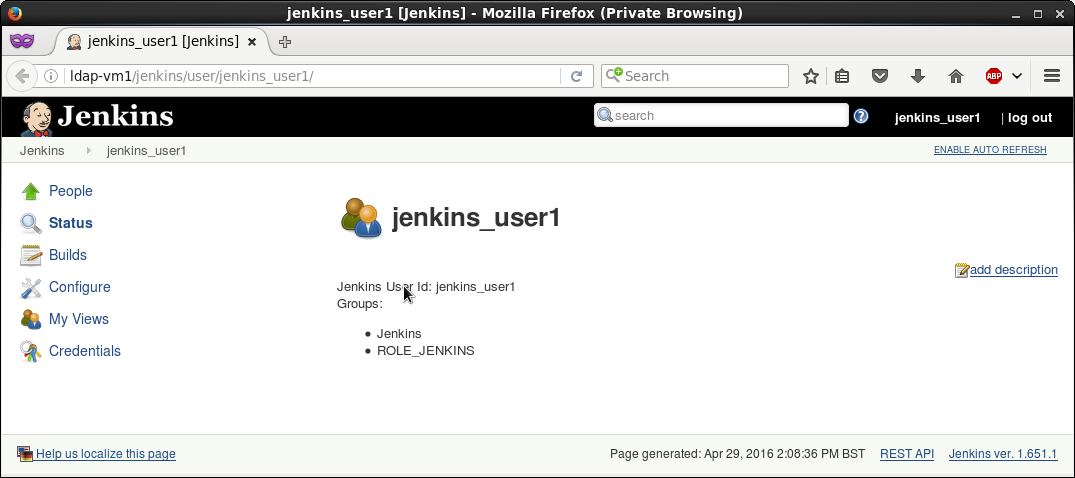 jenkins_user1 [Jenkins] - Mozilla Firefox (Private Browsing)
jenkins_user1 [Jenkins]
ldap-vm1/jenkins/user/jenkins_user1/
Search
ABP
Jenkins
search
jenkins_user1 | log out
Jenkins jenkins_user1
ENABLE AUTO REFRESH
People
Status
Builds
Configure
My Views
Credentials
jenkins_user1
add description
Jenkins User Id: jenkins_user1
Groups:
• Jenkins
• ROLE_JENKINS
Help us localize this page
Page generated: Apr 29, 2016 2:08:36 PM BST
REST API
Jenkins ver. 1.651.1